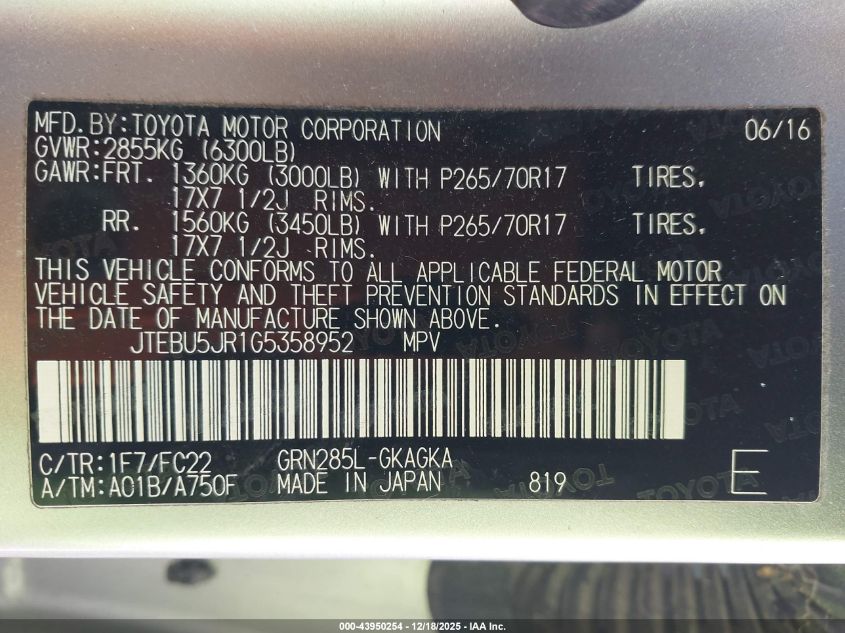 MFD.BY:TOYOTA MOTOR CORPORATION 06/16
GVWR:2855KG (6300LB)
GAWR:FRT. 1360KG (3000LB) WITH P265/70R17 TIRES.
17X7 1/2J RIMS.
RR. 1560KG (3450LB) WITH P265/70R17 TIRES.
17X7 1/2J RIMS.
THIS VEHICLE CONFORMS TO ALL APPLICABLE FEDERAL MOTOR
VEHICLE SAFETY AND THEFT PREVENTION STANDARDS IN EFFECT ON
THE DATE OF MANUFACTURE SHOWN ABOVE.
JTEBU5JR1G5358952 MPV
C/TR:1F7/FC22 GRN285L-GKAGKA
A/TM:A01B/A750F MADE IN JAPAN 819 E
TOYOTA
000-43950254 - 12/18/2025 - IAA Inc.